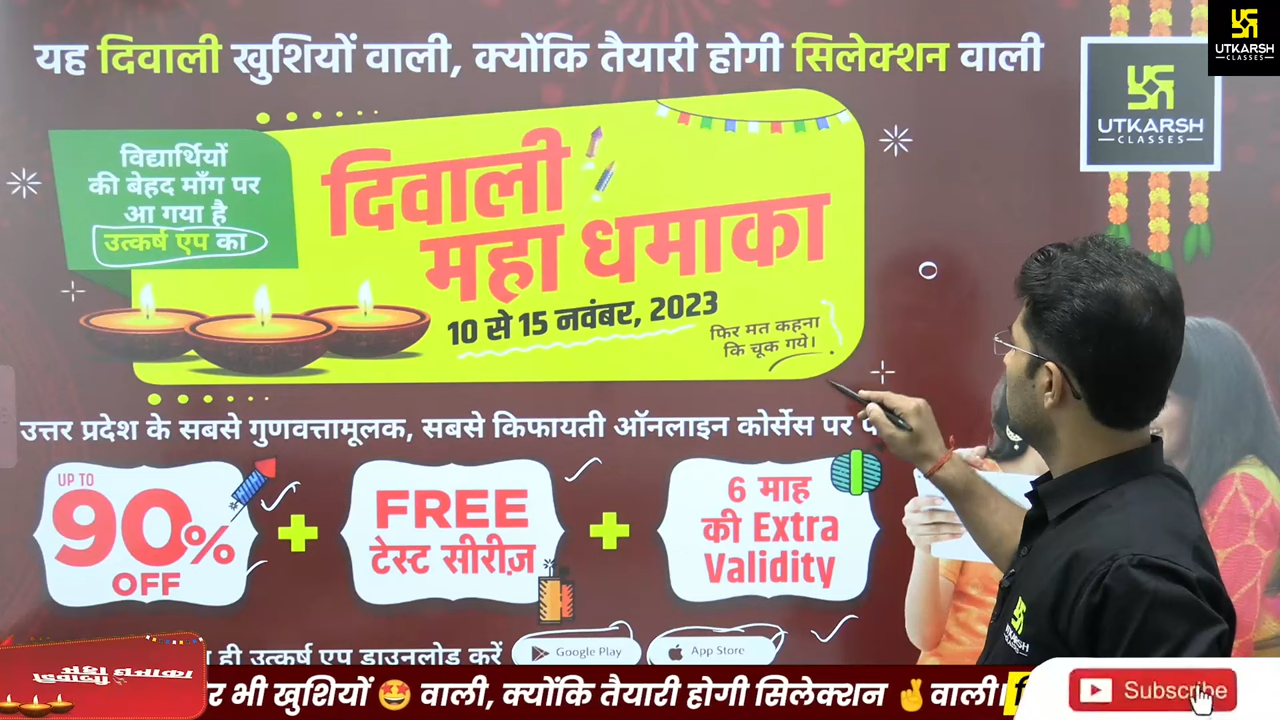 यह दिवाली खुशियों वाली, क्योंकि तैयारी होगी सिलेक्शन वाली
UTKARSH
CLASSES
UTKARSH
CLASSES
विद्यार्थियों
की बेहद माँग पर
आ गया है
उत्कर्ष एप का
दिवाली
महा धमाका
10 से 15 नवंबर, 2023
फिर मत कहना
कि चूक गये।
उत्तर प्रदेश के सबसे गुणवत्तामूलक, सबसे किफायती ऑनलाइन कोर्सेस पर
UP TO
90%
OFF
+
FREE
टेस्ट सीरीज़
+
6 माह
की Extra
Validity
ही उत्कर्ष एप डाउनलोड करें
Google Play
App Store
UTKARSH
CLASSES
भी खुशियों 🤩 वाली, क्योंकि तैयारी होगी सिलेक्शन 🤞 वाली।
Subscribe